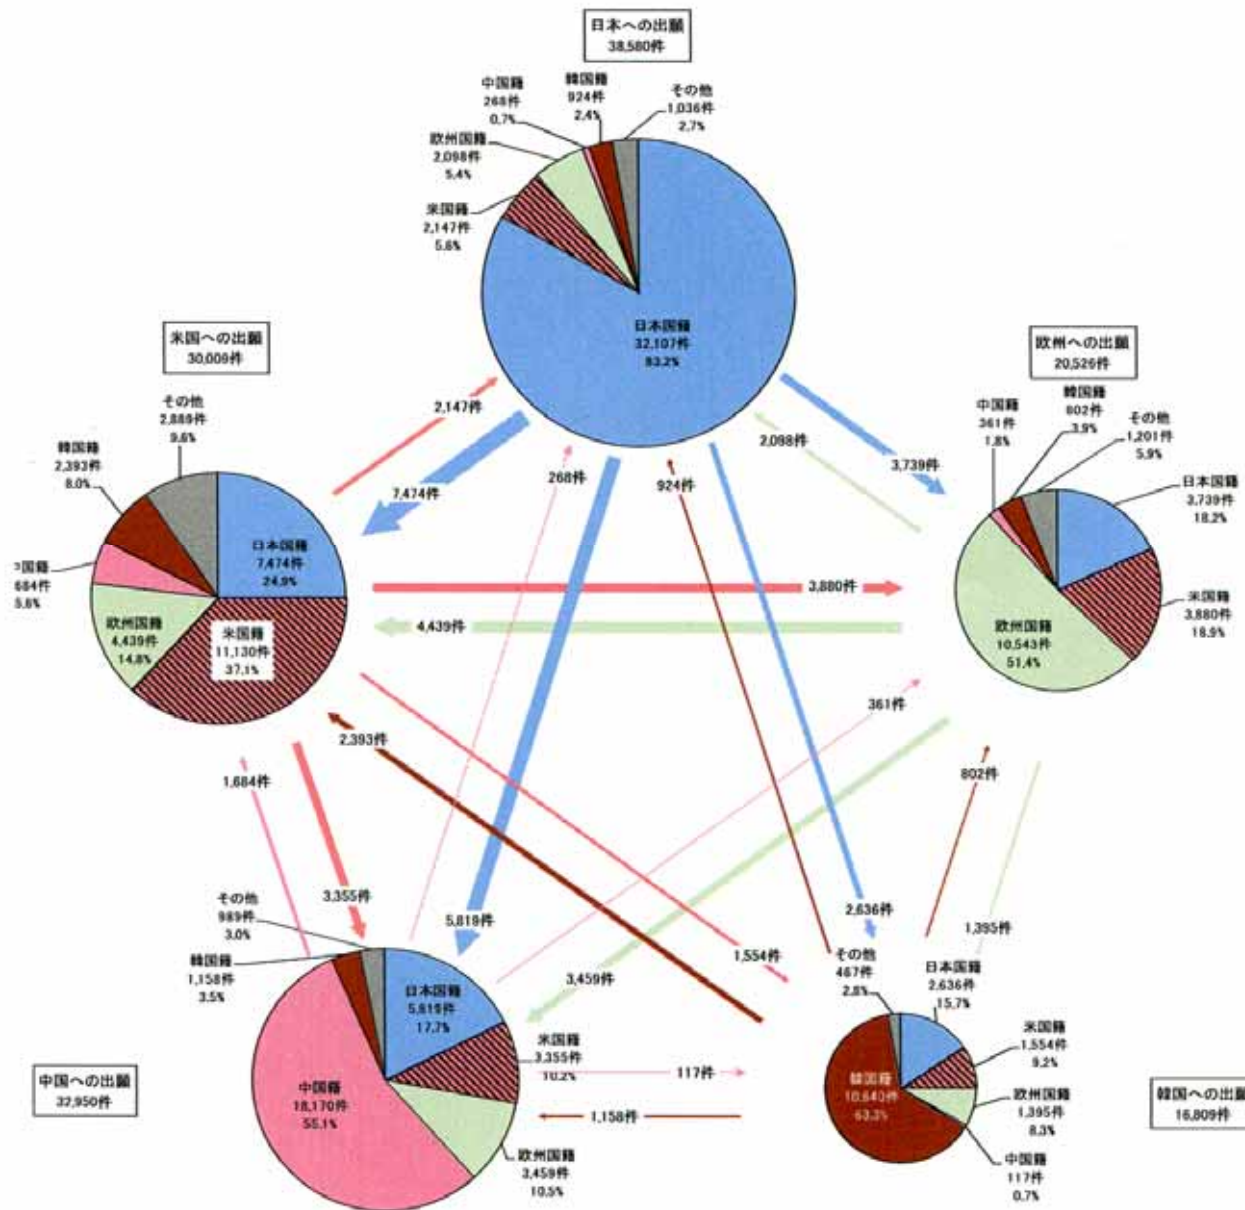 日本への出願
38,580件
中国籍
268件
0.7%
韓国籍
924件
2.4%
その他
1,036件
2.7%
欧州国籍
2,098件
5.4%
米国籍
2,147件
5.6%
日本国籍
32,107件
83.2%
米国への出願
30,009件
その他
2,889件
9.6%
韓国籍
2,393件
8.0%
国籍
684件
5.6%
欧州国籍
4,439件
14.8%
米国籍
11,130件
37.1%
日本国籍
7,474件
24.9%
欧州への出願
20,526件
中国籍
361件
1.8%
韓国籍
802件
3.9%
その他
1,201件
5.9%
日本国籍
3,739件
18.2%
米国籍
3,880件
18.9%
欧州国籍
10,543件
51.4%
2,147件
7,474件
268件
924件
2,098件
3,739件
3,880件
4,439件
361件
2,393件
1,684件
802件
3,355件
5,819件
2,636件
1,554件
1,395件
3,459件
117件
1,158件
中国への出願
32,950件
その他
989件
3.0%
韓国籍
1,158件
3.5%
日本国籍
5,819件
17.7%
米国籍
3,355件
10.2%
中国籍
18,170件
55.1%
欧州国籍
3,459件
10.5%
韓国への出願
16,809件
その他
467件
2.8%
日本国籍
2,636件
15.7%
米国籍
1,554件
9.2%
欧州国籍
1,395件
8.3%
中国籍
117件
0.7%
韓国籍
10,640件
63.3%